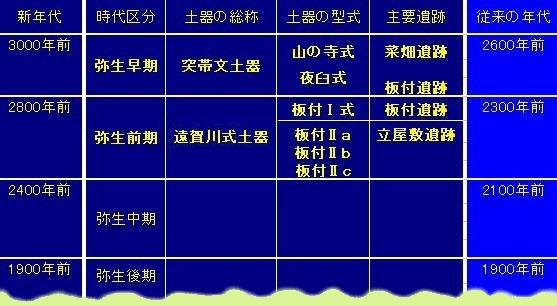 新年代 時代区分 土器の総称 土器の型式 主要遺跡 従来の年代
3000年前 弥生早期 突帯文土器 山の寺式 菜畑遺跡 2600年前
夜臼式 板付遺跡
2800年前 弥生前期 遠賀川式土器 板付Ⅰ式 板付遺跡 2300年前
板付Ⅱa 立屋敷遺跡
板付Ⅱb
板付Ⅱc
2400年前 弥生中期 2100年前
1900年前 弥生後期 1900年前